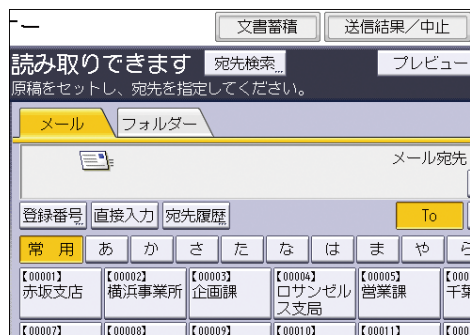 ー
文書蓄積 送信結果／中止
読み取りできます 宛先検索 プレビュー
原稿をセットし、宛先を指定してください。
メール フォルダー
メール宛先
登録番号 直接入力 宛先履歴 To
常用 あ か さ た な は ま や ら
【00001】 【00002】 【00003】 【00004】 【00005】 【000
赤坂支店 横浜事業所 企画課 ロサンゼル 営業課 千葉
ス支局
【00007】 【00008】 【00009】 【00010】 【00011】 【000